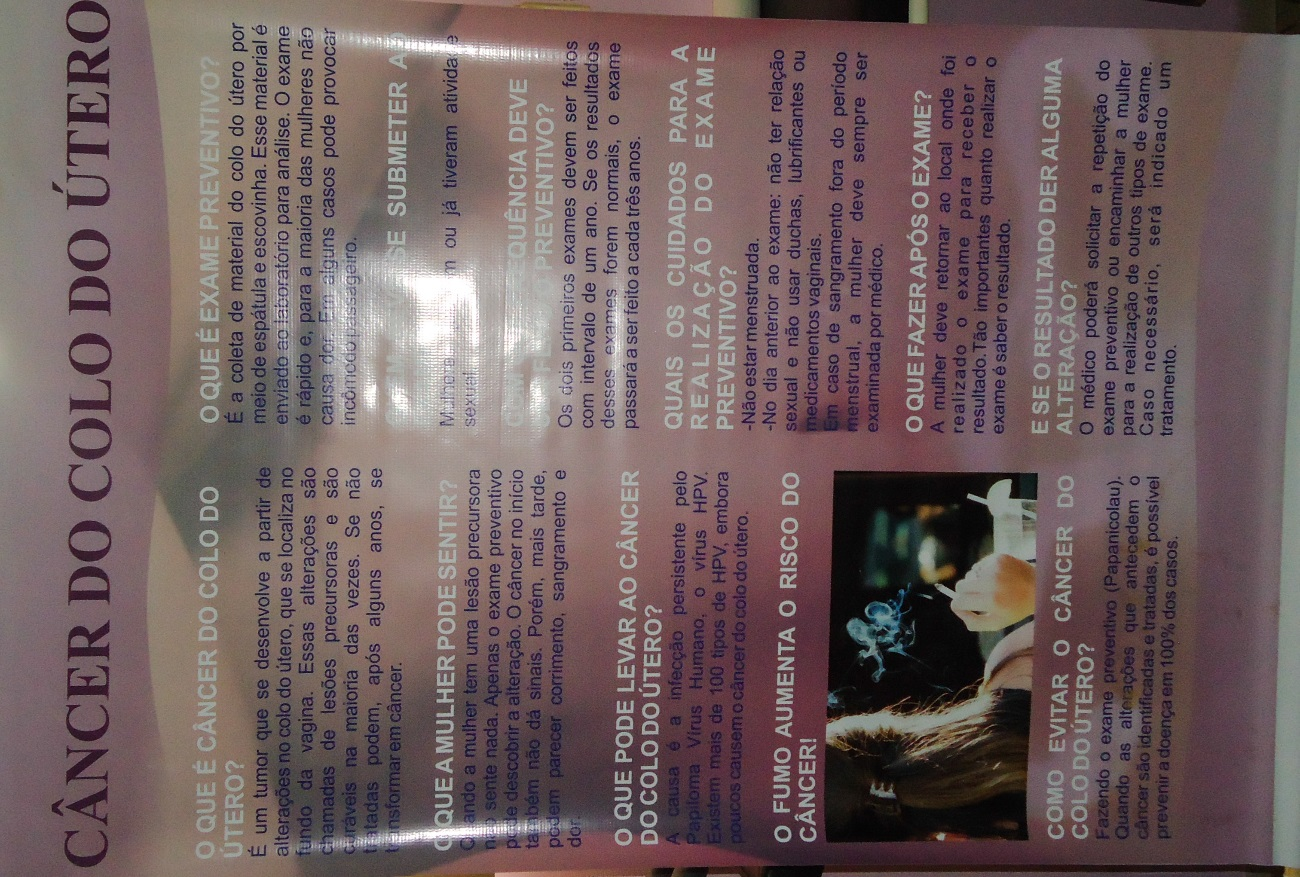 CÂNCER DO COLO DO ÚTERO
O QUE É CÂNCER DO COLO DO
ÚTERO?
É um tumor que se desenvolve a partir de
alterações no colo do útero, que se localiza no
fundo da vagina. Essas alterações são
chamadas de lesões precursoras e são
curáveis na maioria das vezes. Se não
tratadas podem, após alguns anos, se
transformar em câncer.
O QUE A MULHER PODE SENTIR?
Quando a mulher tem uma lesão precursora
não sente nada. Apenas o exame preventivo
pode descobrir a alteração. O câncer no início
também não dá sinais. Porém, mais tarde,
podem parecer corrimento, sangramento e
dor.
O QUE PODE LEVAR AO CÂNCER
DO COLO DO ÚTERO?
A causa é a infecção persistente pelo
Papiloma Vírus Humano, o vírus HPV.
Existem mais de 100 tipos de HPV, embora
poucos causem o câncer do colo do útero.
O FUMO AUMENTA O RISCO DO
CÂNCER!
COMO EVITAR O CÂNCER DO
COLO DO ÚTERO?
Fazendo o exame preventivo (Papanicolau).
Quando as alterações que antecedem o
câncer são identificadas e tratadas, é possível
prevenir a doença em 100% dos casos.
O QUE É EXAME PREVENTIVO?
É a coleta de material do colo do útero por
meio de espátula e escovinha. Esse material é
enviado ao laboratório para análise. O exame
é rápido e, para a maioria das mulheres não
causa dor. Em alguns casos pode provocar
incômodo passageiro.
SE SUBMETER A
ou já tiveram atividade
sexual
DEVE
PREVENTIVO?
Os dois primeiros exames devem ser feitos
com intervalo de um ano. Se os resultados
desses exames forem normais, o exame
passará a ser feito a cada três anos.
QUAIS OS CUIDADOS PARA A
REALIZAÇÃO DO EXAME
PREVENTIVO?
-Não estar menstruada.
-No dia anterior ao exame: não ter relação
sexual e não usar duchas, lubrificantes ou
medicamentos vaginais.
Em caso de sangramento fora do período
menstrual, a mulher deve sempre ser
examinada por médico.
O QUE FAZER APÓS O EXAME?
A mulher deve retornar ao local onde foi
realizado o exame para receber o
resultado. Tão importantes quanto realizar o
exame é saber o resultado.
E SE O RESULTADO DER ALGUMA
ALTERAÇÃO?
O médico poderá solicitar a repetição do
exame preventivo ou encaminhar a mulher
para a realização de outros tipos de exame.
Caso necessário, será indicado um
tratamento.